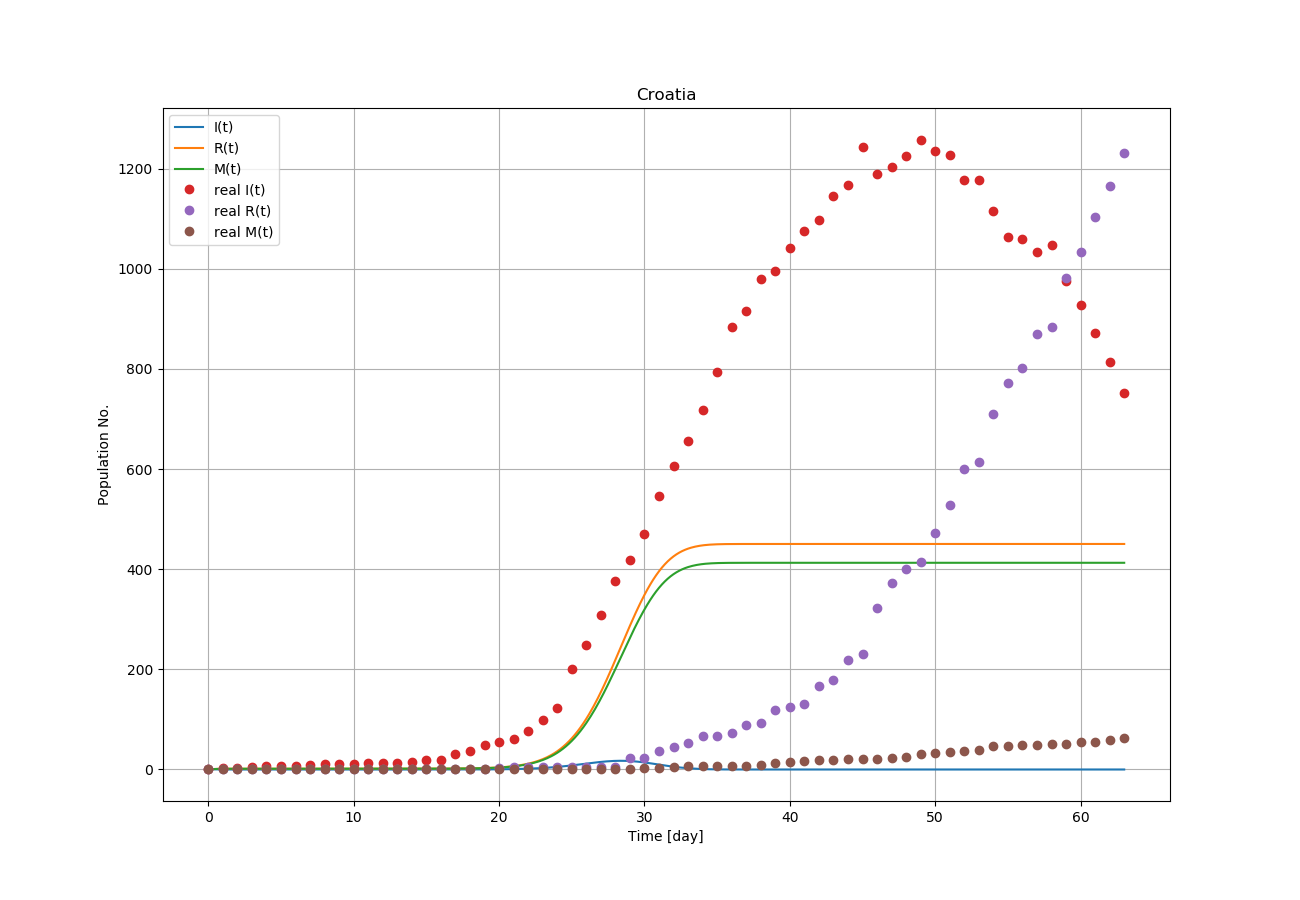 Croatia
I(t)
R(t)
M(t)
real I(t)
real R(t)
real M(t)
1200
1000
800
600
400
200
0
Population No.
0 10 20 30 40 50 60
Time [day]